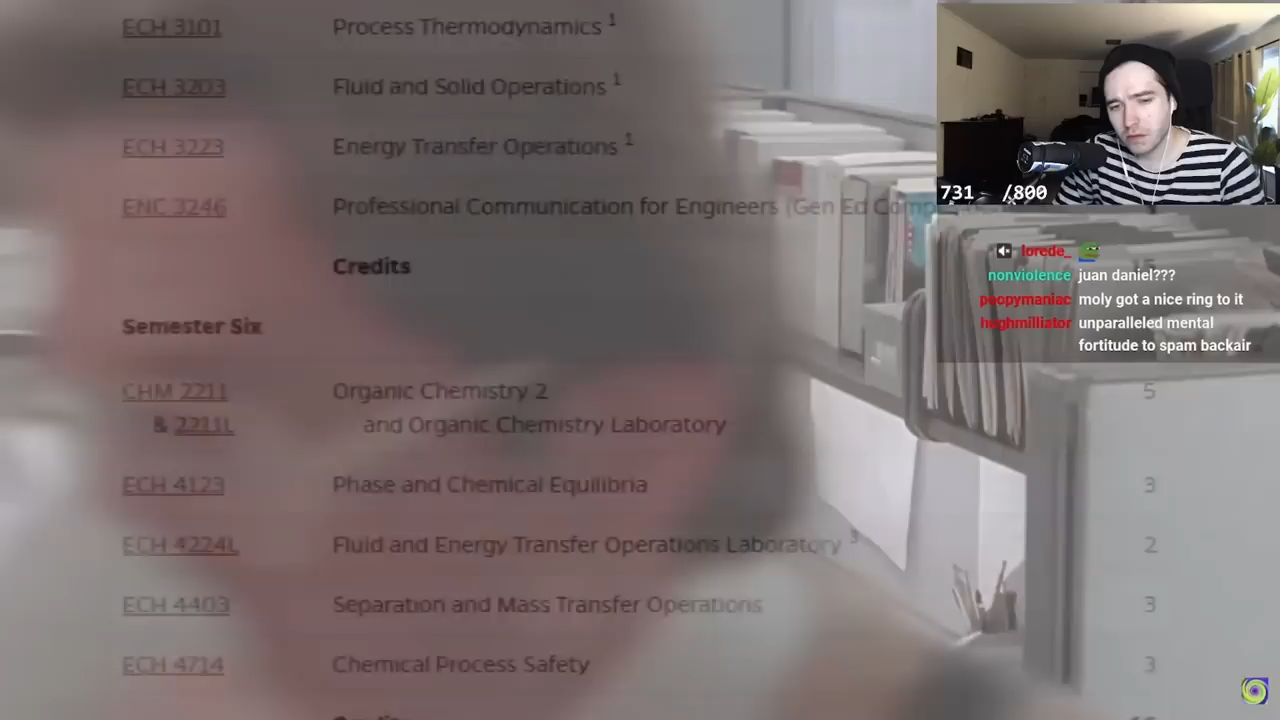 ECH 3101 Process Thermodynamics 1
ECH 3203 Fluid and Solid Operations 1
ECH 3223 Energy Transfer Operations 1
ENC 3246 Professional Communication for Engineers (Gen Ed Comp
Credits
Semester Six
CHM 2211 Organic Chemistry 2 5
& 2211L and Organic Chemistry Laboratory
ECH 4123 Phase and Chemical Equilibria 3
ECH 4224L Fluid and Energy Transfer Operations Laboratory 3 2
ECH 4403 Separation and Mass Transfer Operations 3
ECH 4714 Chemical Process Safety 3
731 /800
lorede_
nonviolence juan daniel???
poopymaniac moly got a nice ring to it
hughmilliator unparalleled mental
fortitude to spam backair